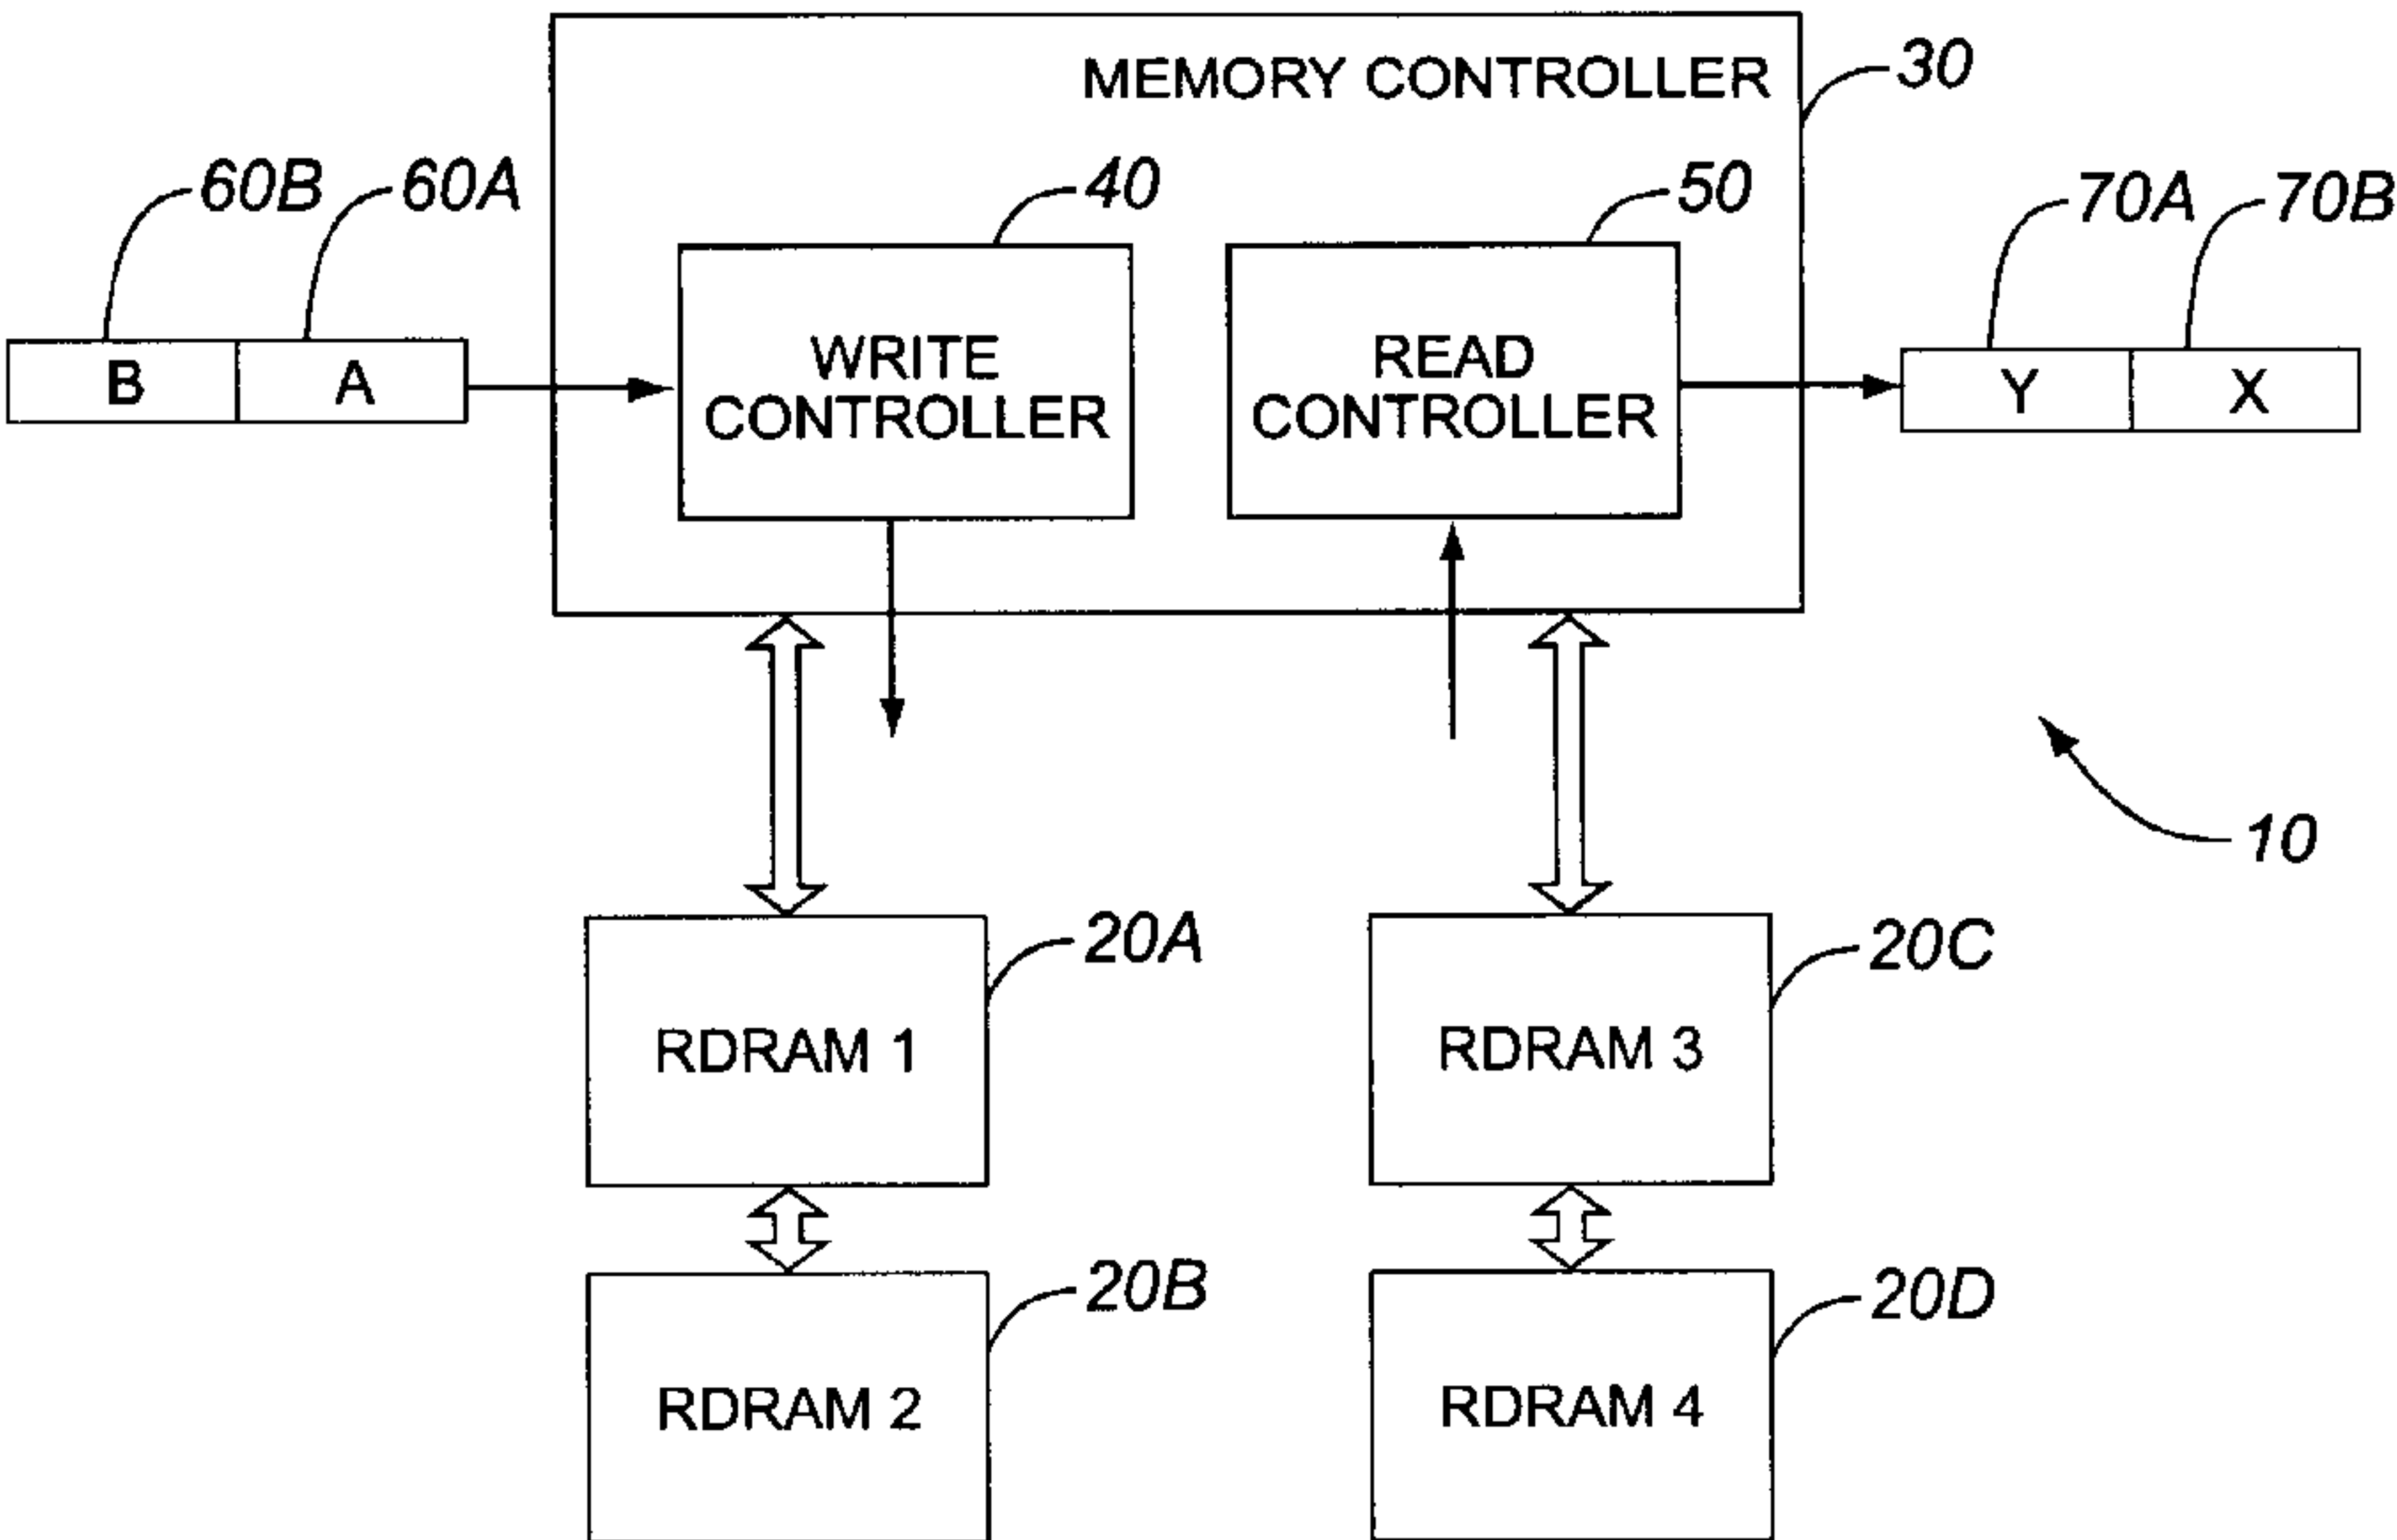 MEMORY CONTROLLER
30
60B
60A
40
50
70A
70B
B
A
WRITE
CONTROLLER
READ
CONTROLLER
Y
X
10
20A
20C
RDRAM 1
RDRAM 3
20B
20D
RDRAM 2
RDRAM 4